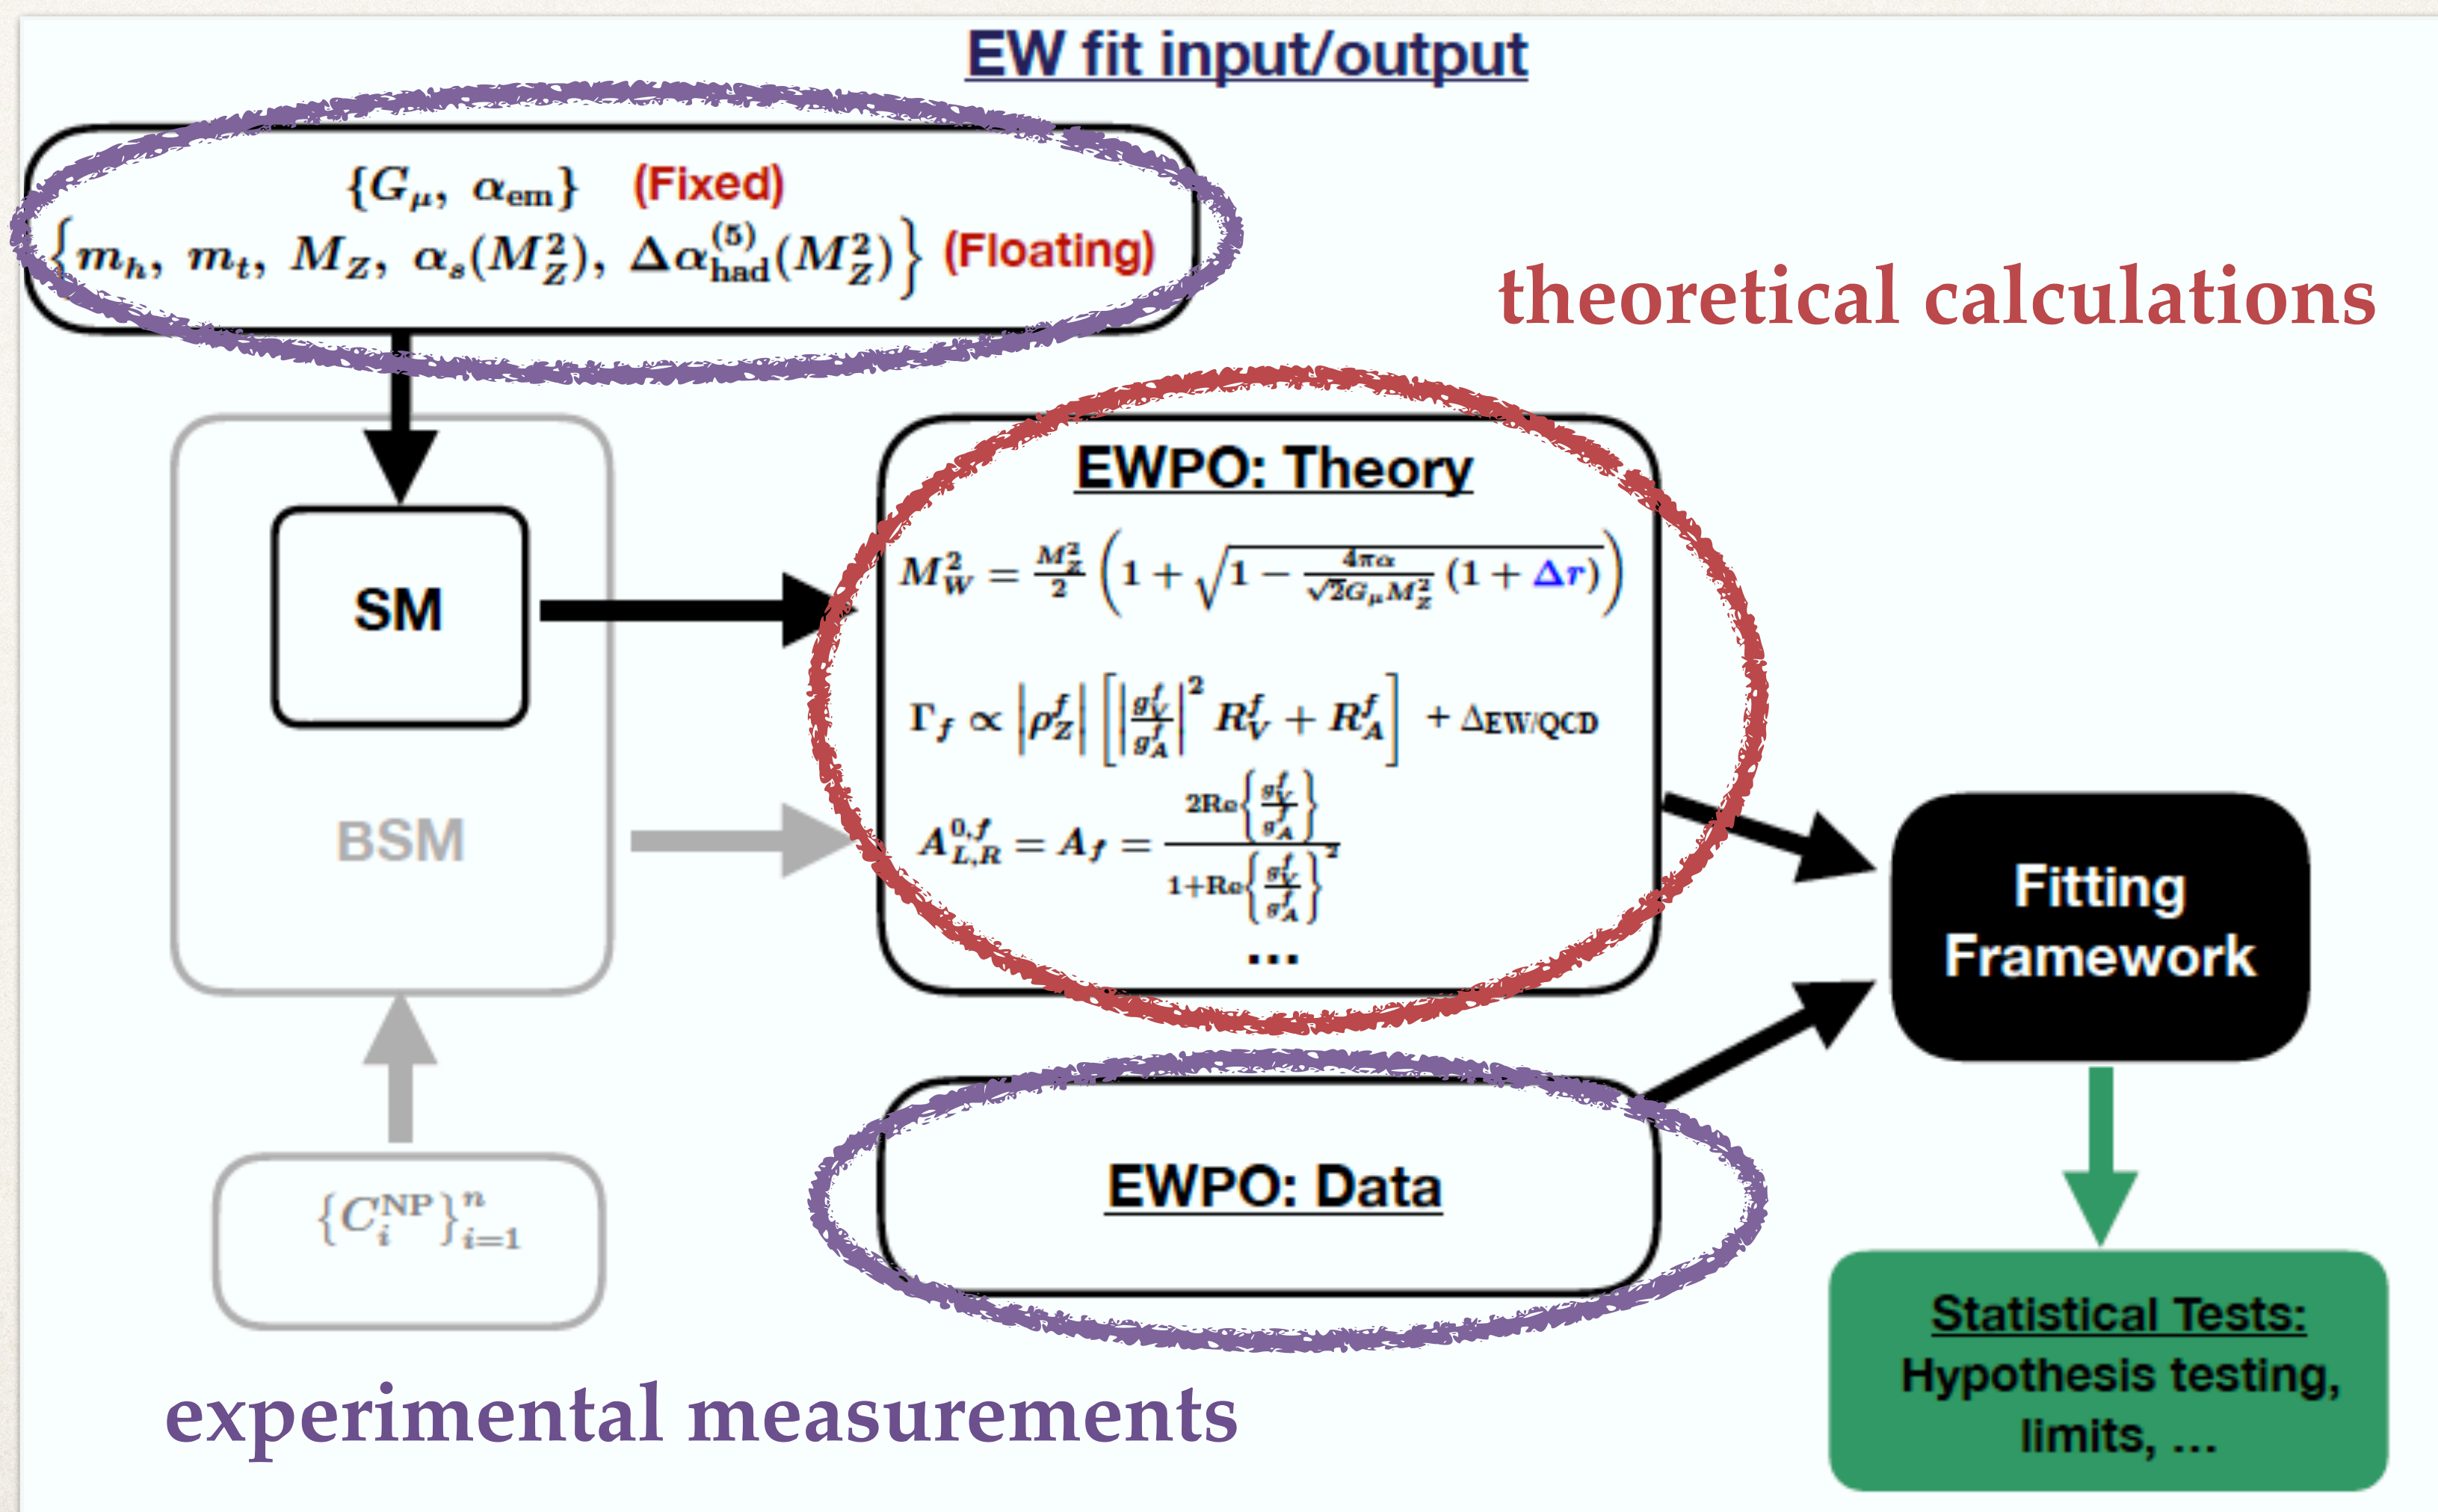 EW fit input/output
{G_μ, α_em} (Fixed)
{m_h, m_t, M_Z, α_s(M_Z^2), Δα_had^(5)(M_Z^2)} (Floating)
theoretical calculations
EWPO: Theory
M_W^2 = M_Z^2/2 (1 + √(1 − 4πα/(√2 G_μ M_Z^2) (1 + Δr)))
SM
Γ_f ∝ |ρ_Z^f| [|g_V^f/g_A^f|^2 R_V^f + R_A^f] + Δ_EW/QCD
BSM
A_{L,R}^{0,f} = A_f = 2Re{g_V^f/g_A^f} / (1+Re{g_V^f/g_A^f}^2)
...
Fitting
Framework
EWPO: Data
{C_i^NP}_{i=1}^n
Statistical Tests:
Hypothesis testing,
limits, ...
experimental measurements